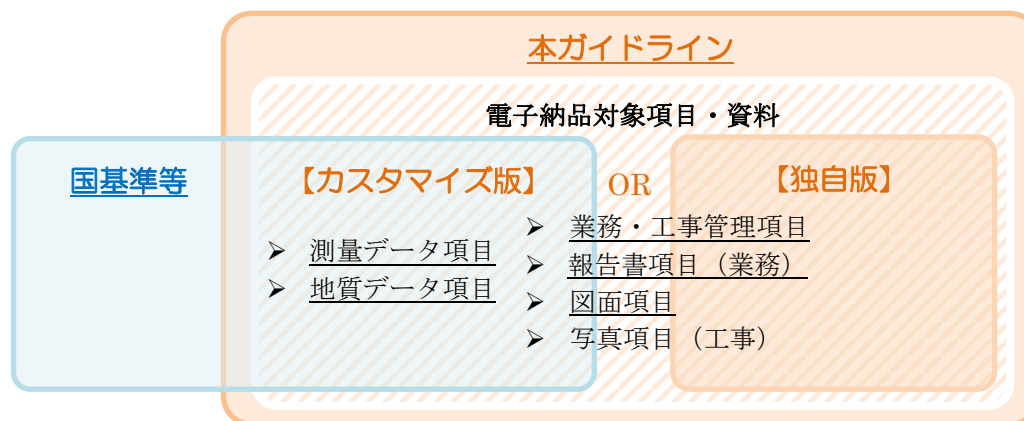 本ガイドライン
電子納品対象項目・資料
国基準等
【カスタマイズ版】
OR
【独自版】
➢ 測量データ項目
➢ 地質データ項目
➢ 業務・工事管理項目
➢ 報告書項目（業務）
➢ 図面項目
➢ 写真項目（工事）